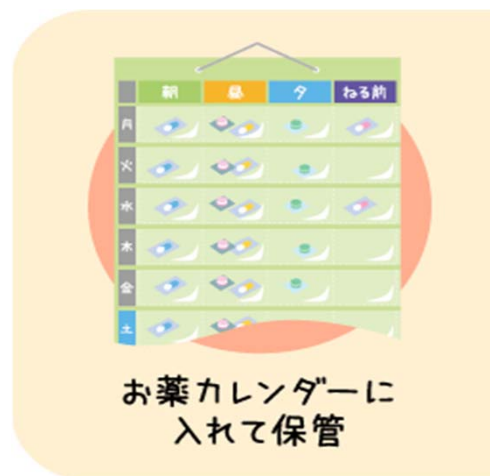 朝 昼 夕 ねる前
月
火
水
木
金
土
お薬カレンダーに
入れて保管